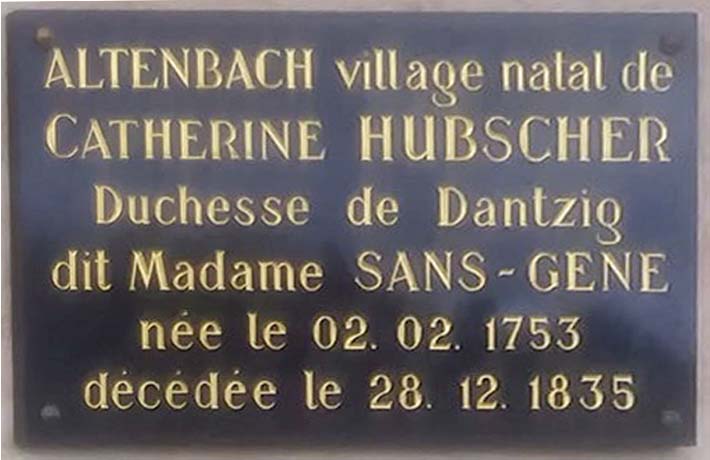 ALTENBACH village natal de
CATHERINE HUBSCHER
Duchesse de Dantzig
dit Madame SANS-GENE
née le 02. 02. 1753
décédée le 28. 12. 1835